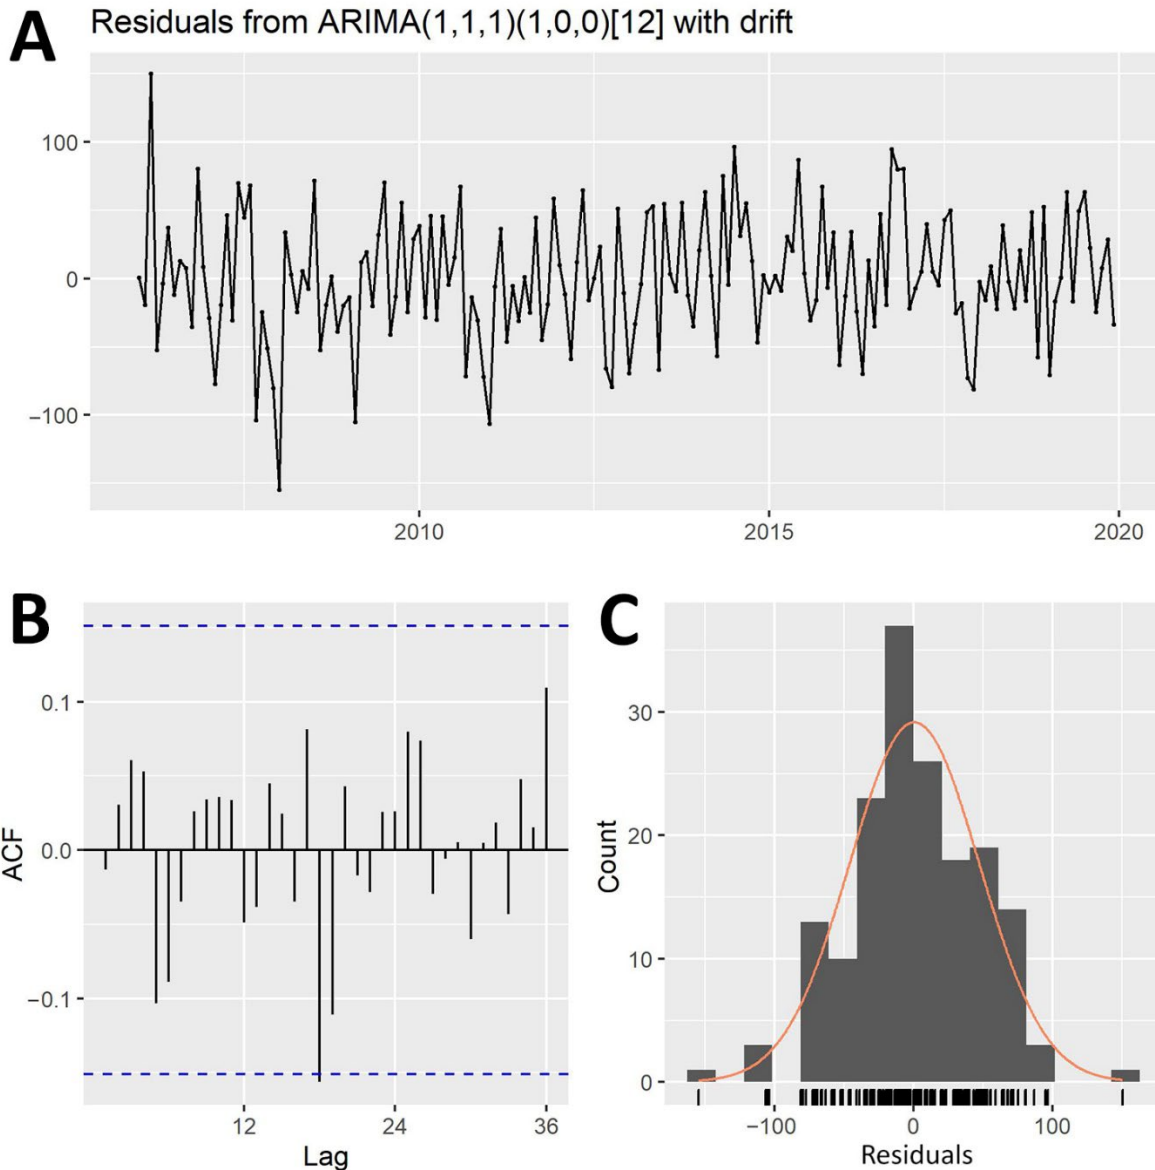 A
Residuals from ARIMA(1,1,1)(1,0,0)[12] with drift
100
0
−100
2010
2015
2020
B
0.1
0.0
−0.1
ACF
12
24
36
Lag
C
30
20
10
0
Count
−100
0
100
Residuals